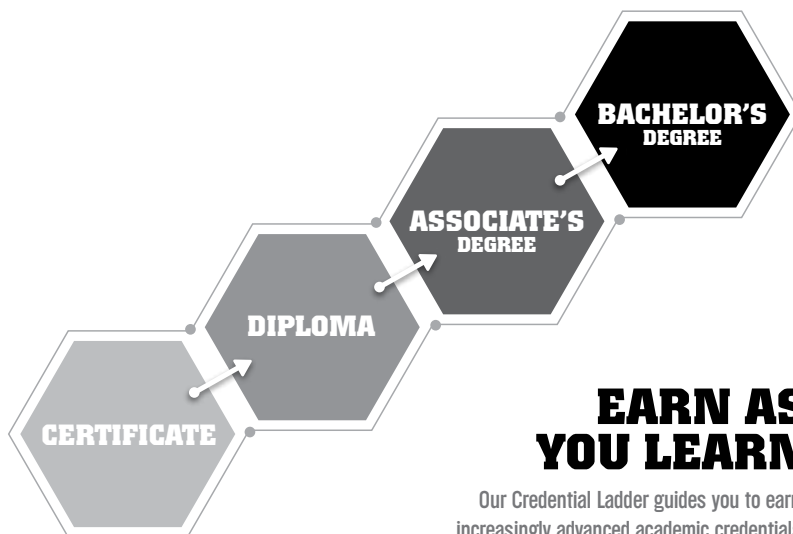 BACHELOR'S
DEGREE
ASSOCIATE'S
DEGREE
DIPLOMA
CERTIFICATE
EARN AS
YOU LEARN
Our Credential Ladder guides you to earn
increasingly advanced academic credentials